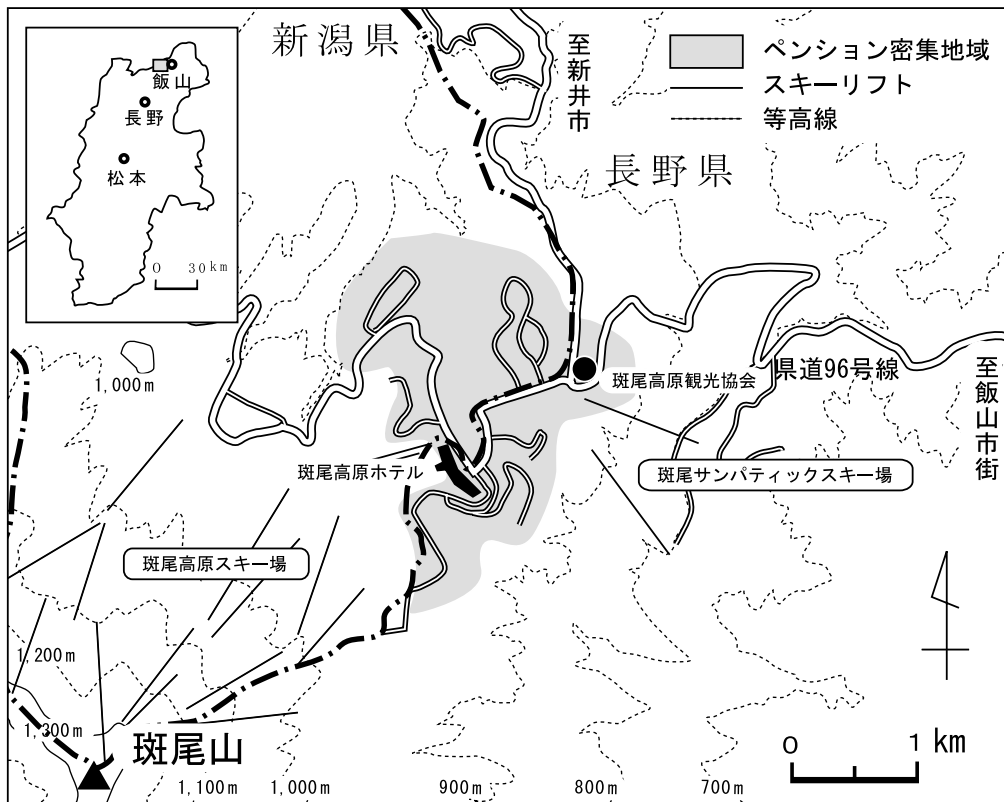 新潟県
至新井市
ペンション密集地域
スキーリフト
等高線
飯山
長野
松本
0 30km
長野県
1,000m
県道96号線
斑尾高原観光協会
至飯山市街
斑尾高原ホテル
斑尾サンパティックスキー場
斑尾高原スキー場
1,200m
1,300m
斑尾山
0 1 km
1,100m
1,000m
900m
800m
700m